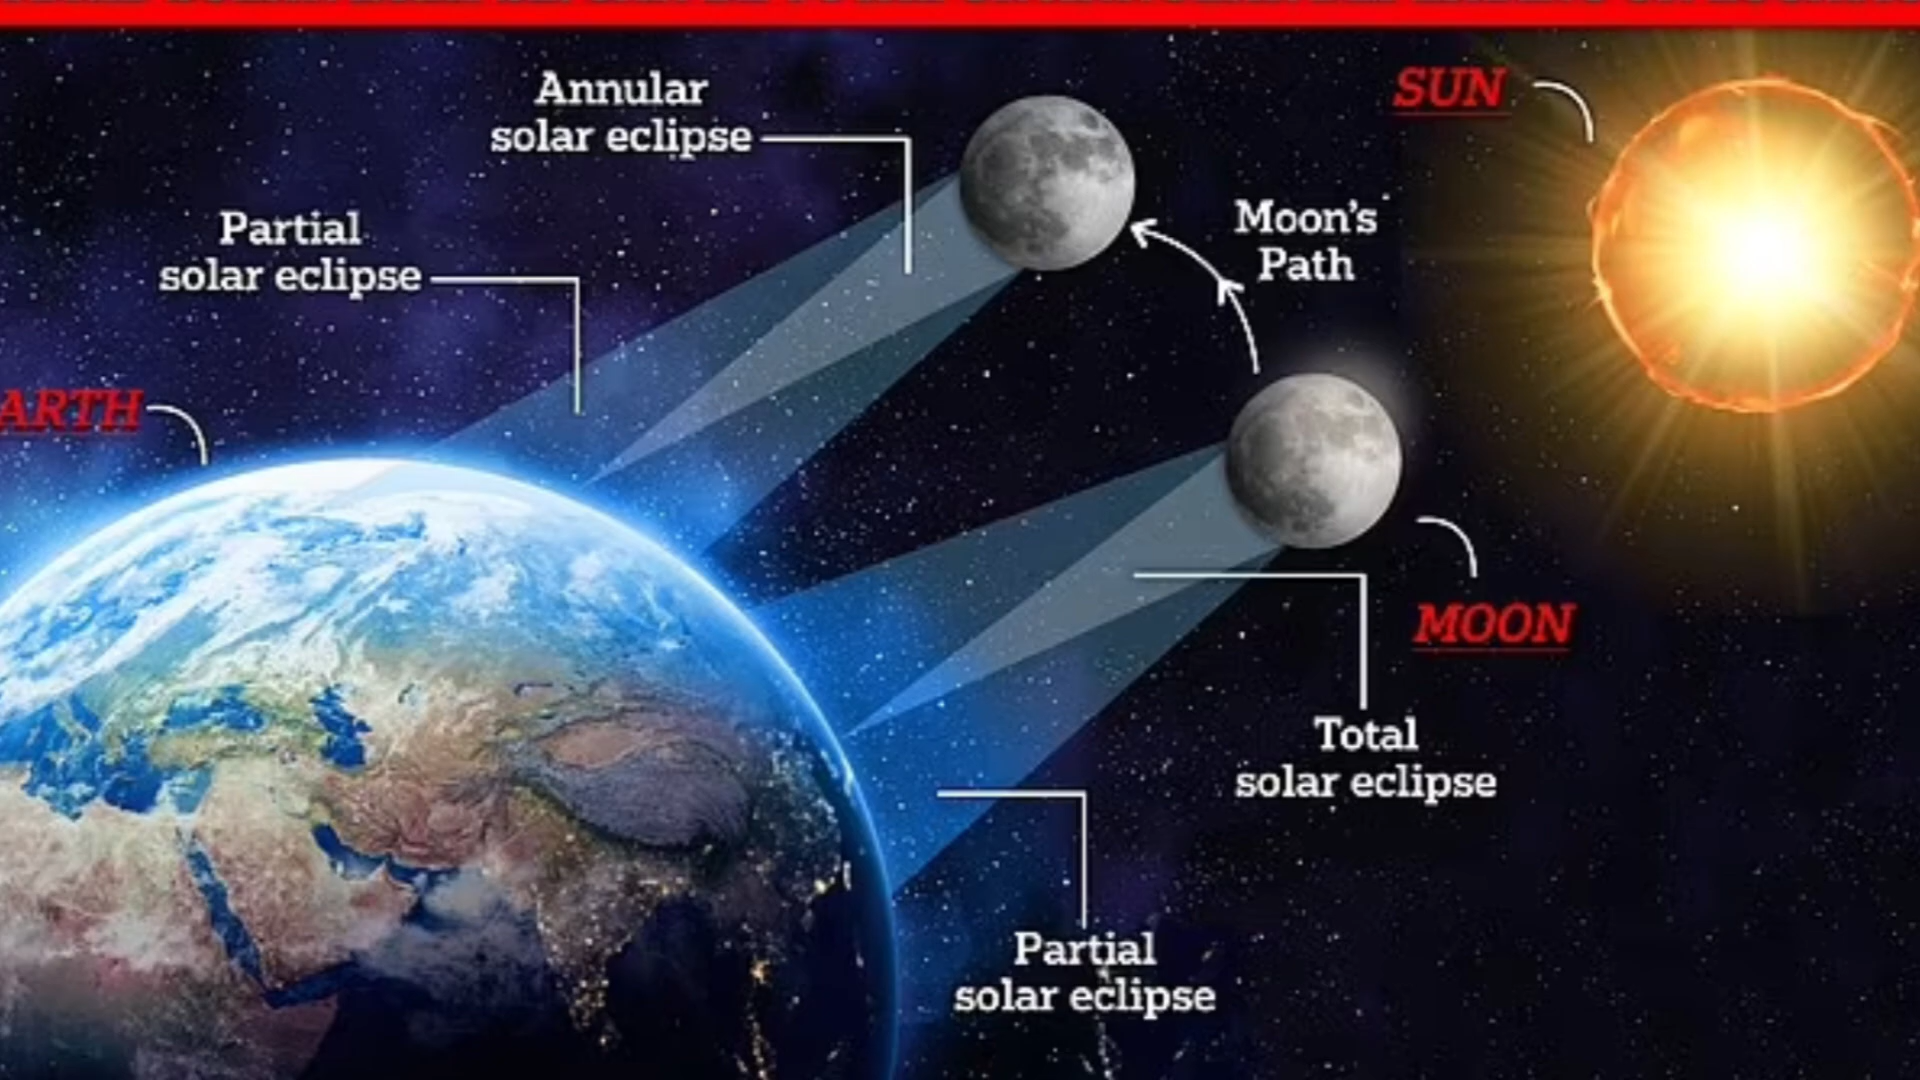 Annular
solar eclipse
SUN
Partial
solar eclipse
Moon's
Path
ARTH
MOON
Total
solar eclipse
Partial
solar eclipse